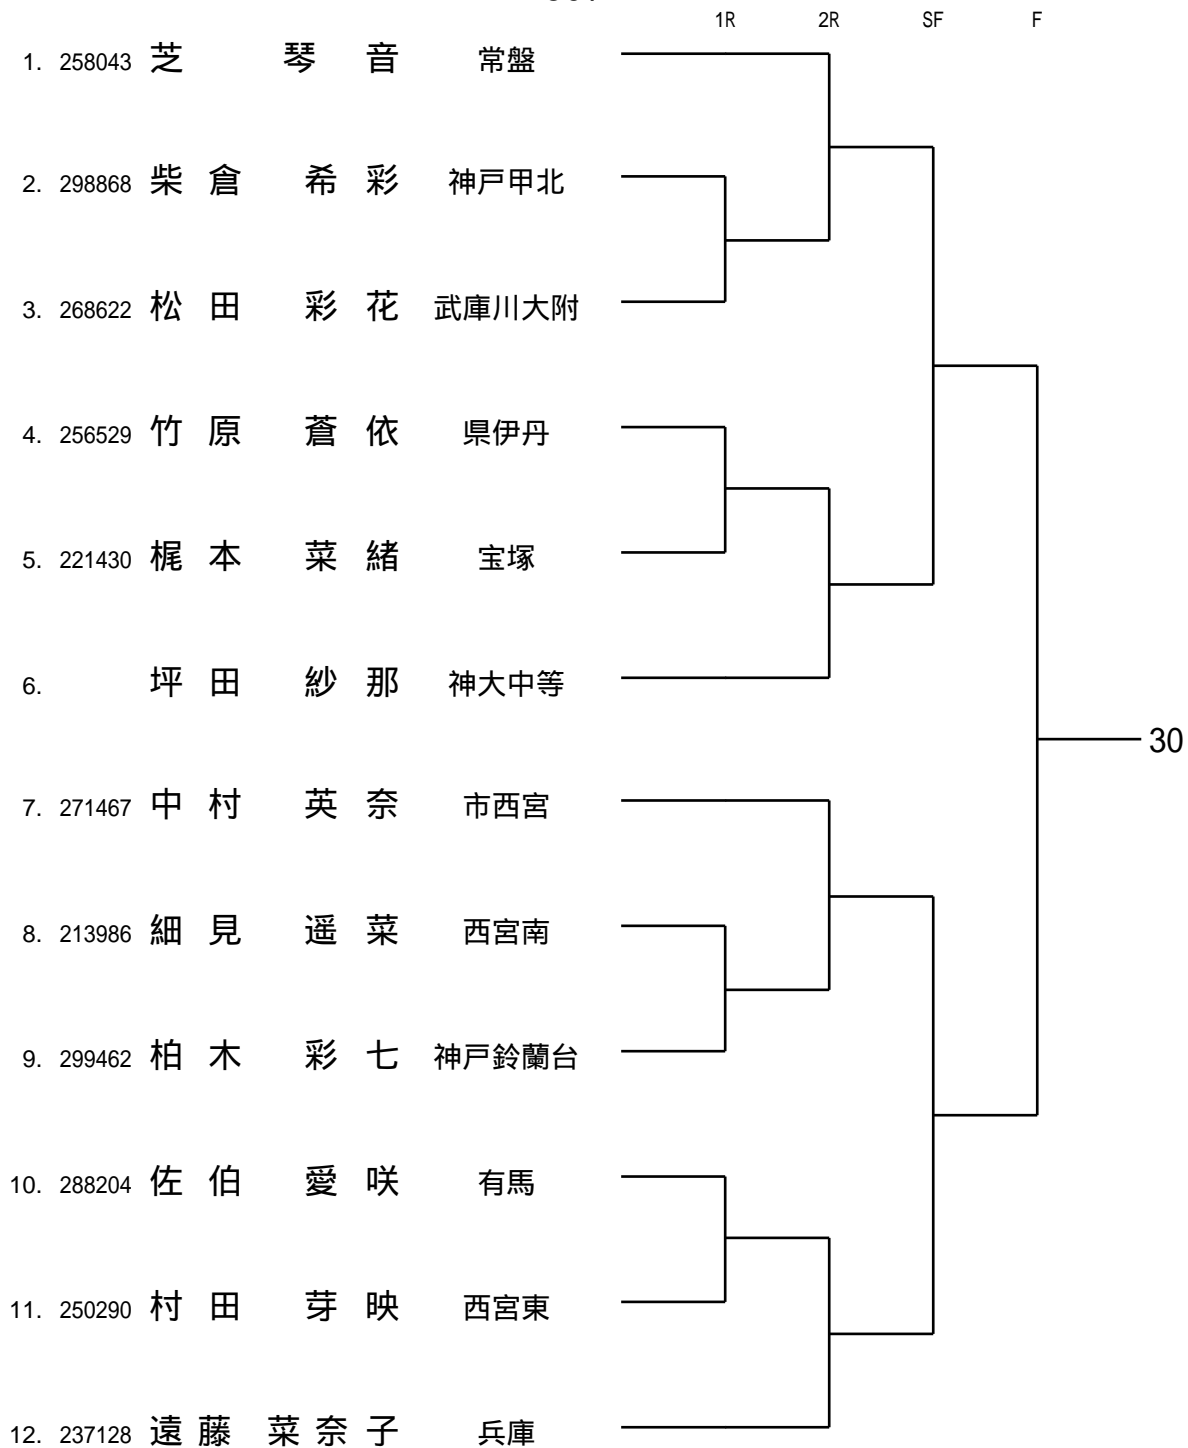 1R 2R SF F
1. 258043 芝 琴音 常盤
2. 298868 柴倉 希彩 神戸甲北
3. 268622 松田 彩花 武庫川大附
4. 256529 竹原 蒼依 県伊丹
5. 221430 梶本 菜緒 宝塚
6. 坪田 紗那 神大中等
30
7. 271467 中村 英奈 市西宮
8. 213986 細見 遥菜 西宮南
9. 299462 柏木 彩七 神戸鈴蘭台
10. 288204 佐伯 愛咲 有馬
11. 250290 村田 芽映 西宮東
12. 237128 遠藤 菜奈子 兵庫